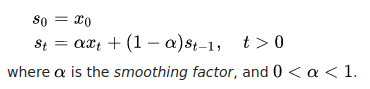 s₀ = x₀
sₜ = αxₜ + (1 − α)sₜ₋₁, t > 0
where α is the smoothing factor, and 0 < α < 1.